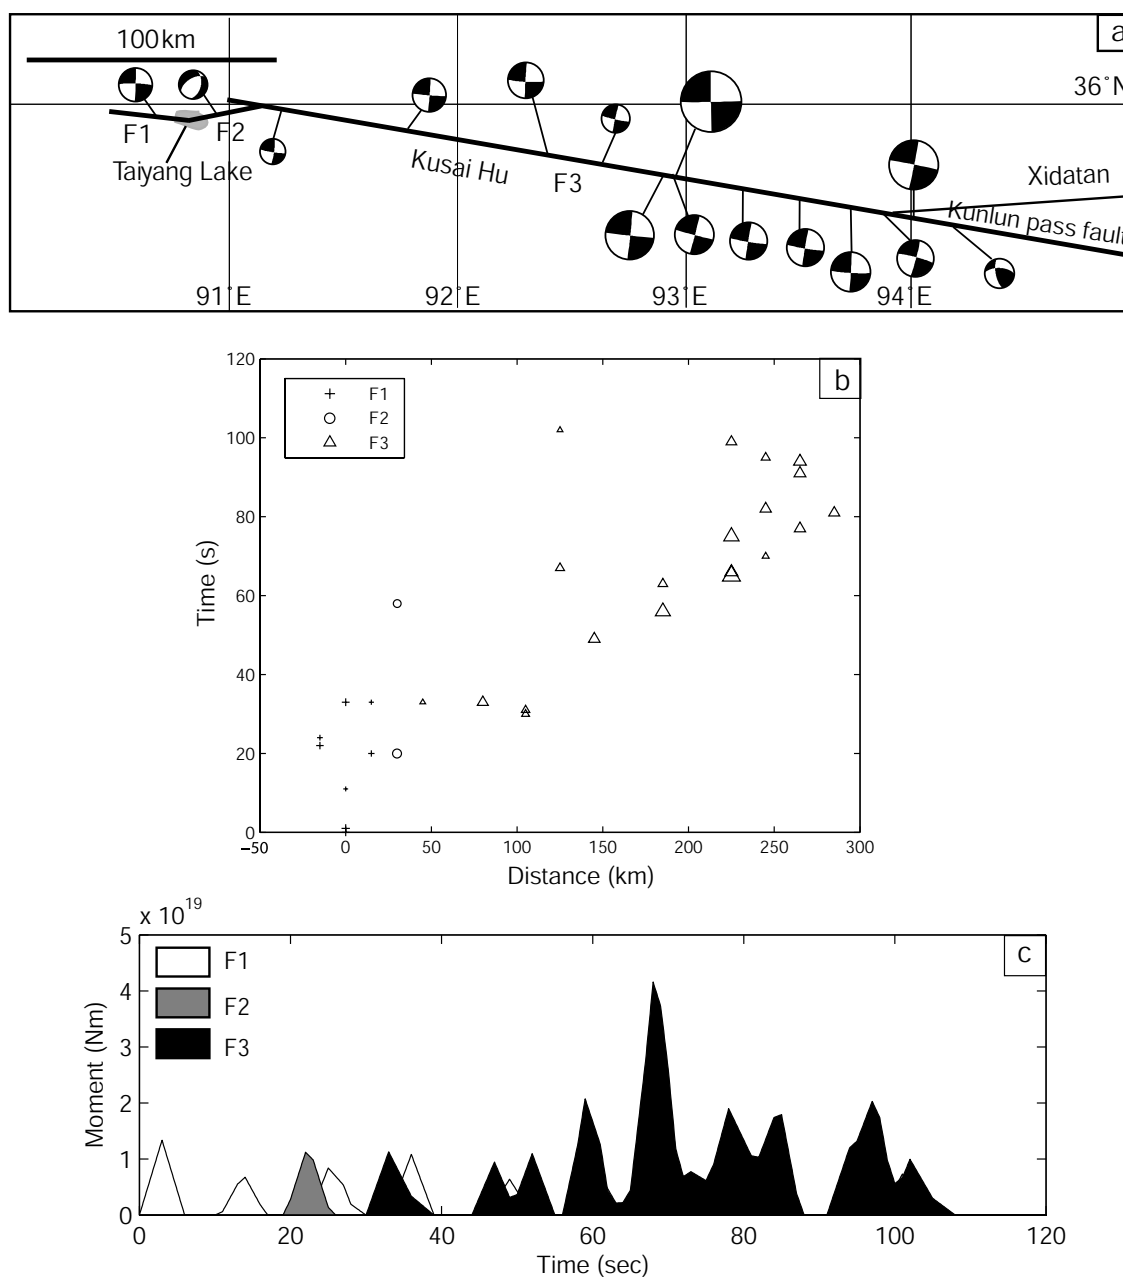 a
100km
36°N
F1
F2
Taiyang Lake
Kusai Hu
F3
Xidatan
Kunlun pass fault
91°E
92°E
93°E
94°E
b
F1
F2
F3
120
100
80
60
40
20
0
Time (s)
−50
0
50
100
150
200
250
300
Distance (km)
x 10^19
c
F1
F2
F3
5
4
3
2
1
0
Moment (Nm)
0
20
40
60
80
100
120
Time (sec)